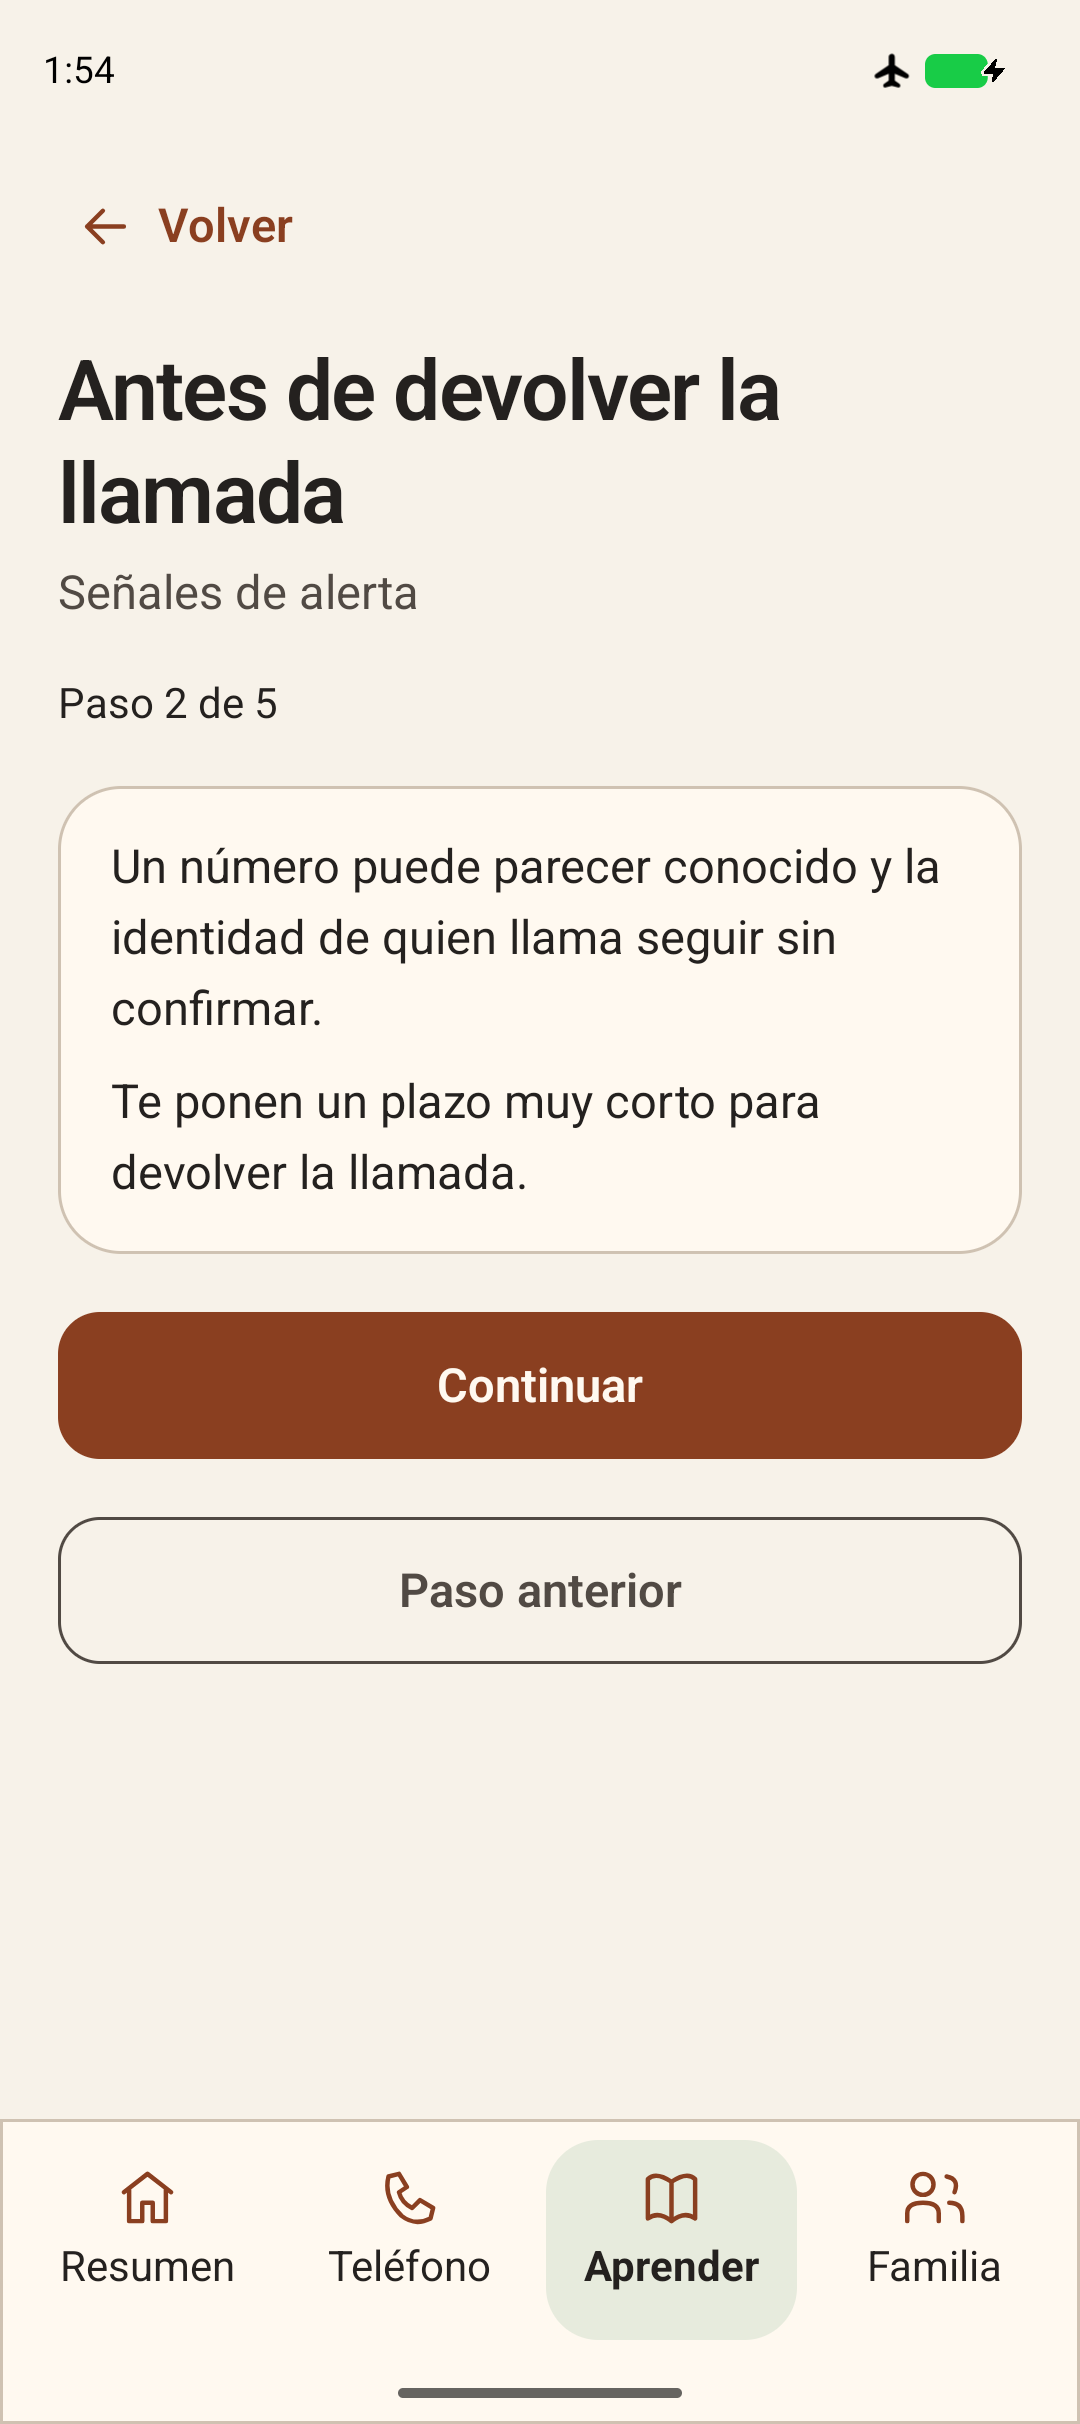 1:54
Volver
Antes de devolver la
llamada
Señales de alerta
Paso 2 de 5
Un número puede parecer conocido y la
identidad de quien llama seguir sin
confirmar.
Te ponen un plazo muy corto para
devolver la llamada.
Continuar
Paso anterior
Resumen
Teléfono
Aprender
Familia